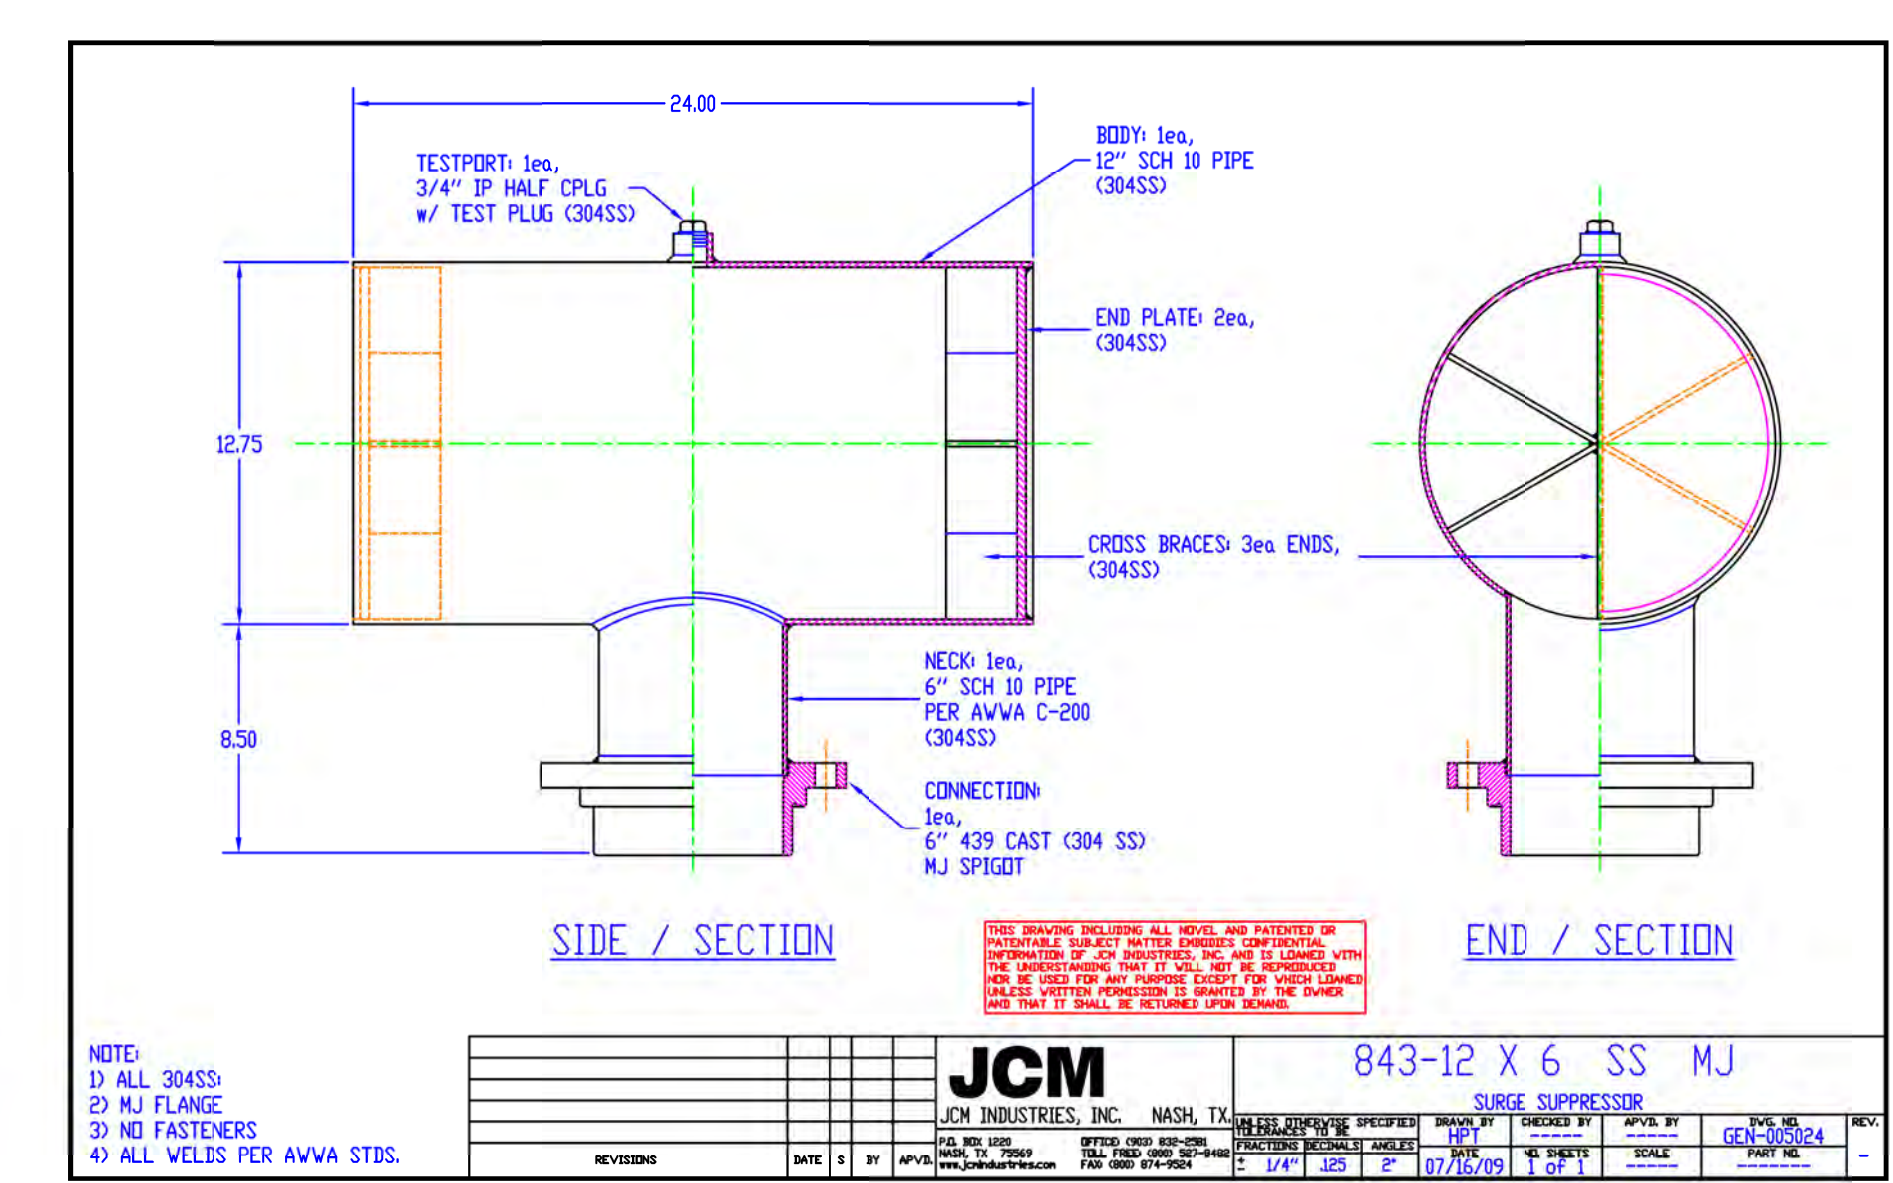 24.00
TESTPORT: 1ea,
3/4" IP HALF CPLG
w/ TEST PLUG (304SS)
BODY: 1ea,
12" SCH 10 PIPE
(304SS)
END PLATE: 2ea,
(304SS)
12.75
CROSS BRACES: 3ea ENDS,
(304SS)
8.50
NECK: 1ea,
6" SCH 10 PIPE
PER AWWA C-200
(304SS)
CONNECTION:
1ea,
6" 439 CAST (304 SS)
MJ SPIGOT
SIDE / SECTION
END / SECTION
THIS DRAWING INCLUDING ALL NOVEL AND PATENTED OR
PATENTABLE SUBJECT MATTER EMBODIES CONFIDENTIAL
INFORMATION OF JCM INDUSTRIES, INC. AND IS LOANED WITH
THE UNDERSTANDING THAT IT WILL NOT BE REPRODUCED
NOR BE USED FOR ANY PURPOSE EXCEPT FOR WHICH LOANED
UNLESS WRITTEN PERMISSION IS GRANTED BY THE OWNER
AND THAT IT SHALL BE RETURNED UPON DEMAND.
NOTE:
1) ALL 304SS:
2) MJ FLANGE
3) NO FASTENERS
4) ALL WELDS PER AWWA STDS.
REVISIONS DATE S BY APVD.
JCM
JCM INDUSTRIES, INC. NASH, TX.
P.O. BOX 1220 OFFICE: (903) 832-2581
NASH, TX 75569 TOLL FREE: (800) 527-8482
www.jcmindustries.com FAX: (800) 874-9524
843-12 X 6 SS MJ
SURGE SUPPRESSOR
UNLESS OTHERWISE SPECIFIED
TOLERANCES TO BE
FRACTIONS DECIMALS ANGLES
± 1/4" .125 2°
DRAWN BY
HPT
DATE
07/16/09
CHECKED BY
-----
NO. SHEETS
1 of 1
APVD. BY
-----
SCALE
-----
DWG. NO.
GEN-005024
PART NO.
-------
REV.
-